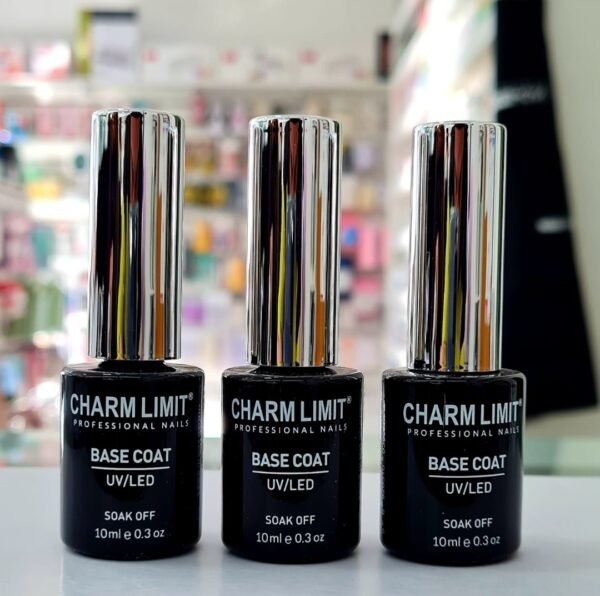 CHARM LIMIT®
PROFESSIONAL NAILS
BASE COAT
UV/LED
SOAK OFF
10ml e 0.3 oz
CHARM LIMIT®
PROFESSIONAL NAILS
BASE COAT
UV/LED
SOAK OFF
10ml e 0.3 oz
CHARM LIMIT®
PROFESSIONAL NAILS
BASE COAT
UV/LED
SOAK OFF
10ml e 0.3 oz